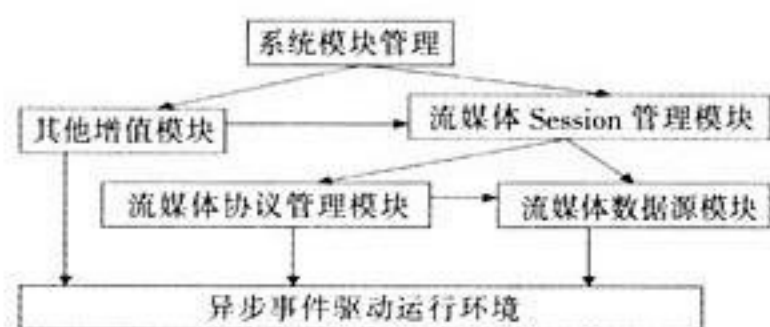 系统模块管理
其他增值模块
流媒体 Session 管理模块
流媒体协议管理模块
流媒体数据源模块
异步事件驱动运行环境